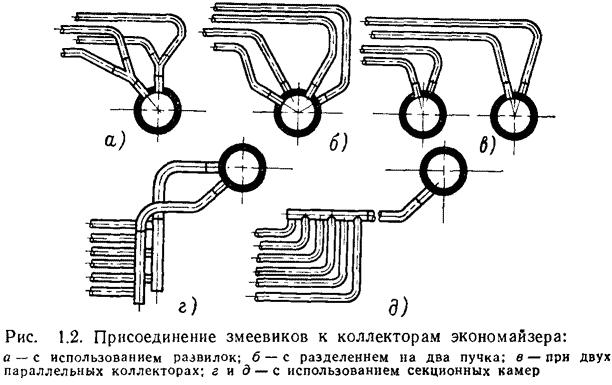 а)
б)
в)
г)
д)
Рис. 1.2. Присоединение змеевиков к коллекторам экономайзера:
а — с использованием развилок; б — с разделением на два пучка; в — при двух
параллельных коллекторах; г и д — с использованием секционных камер